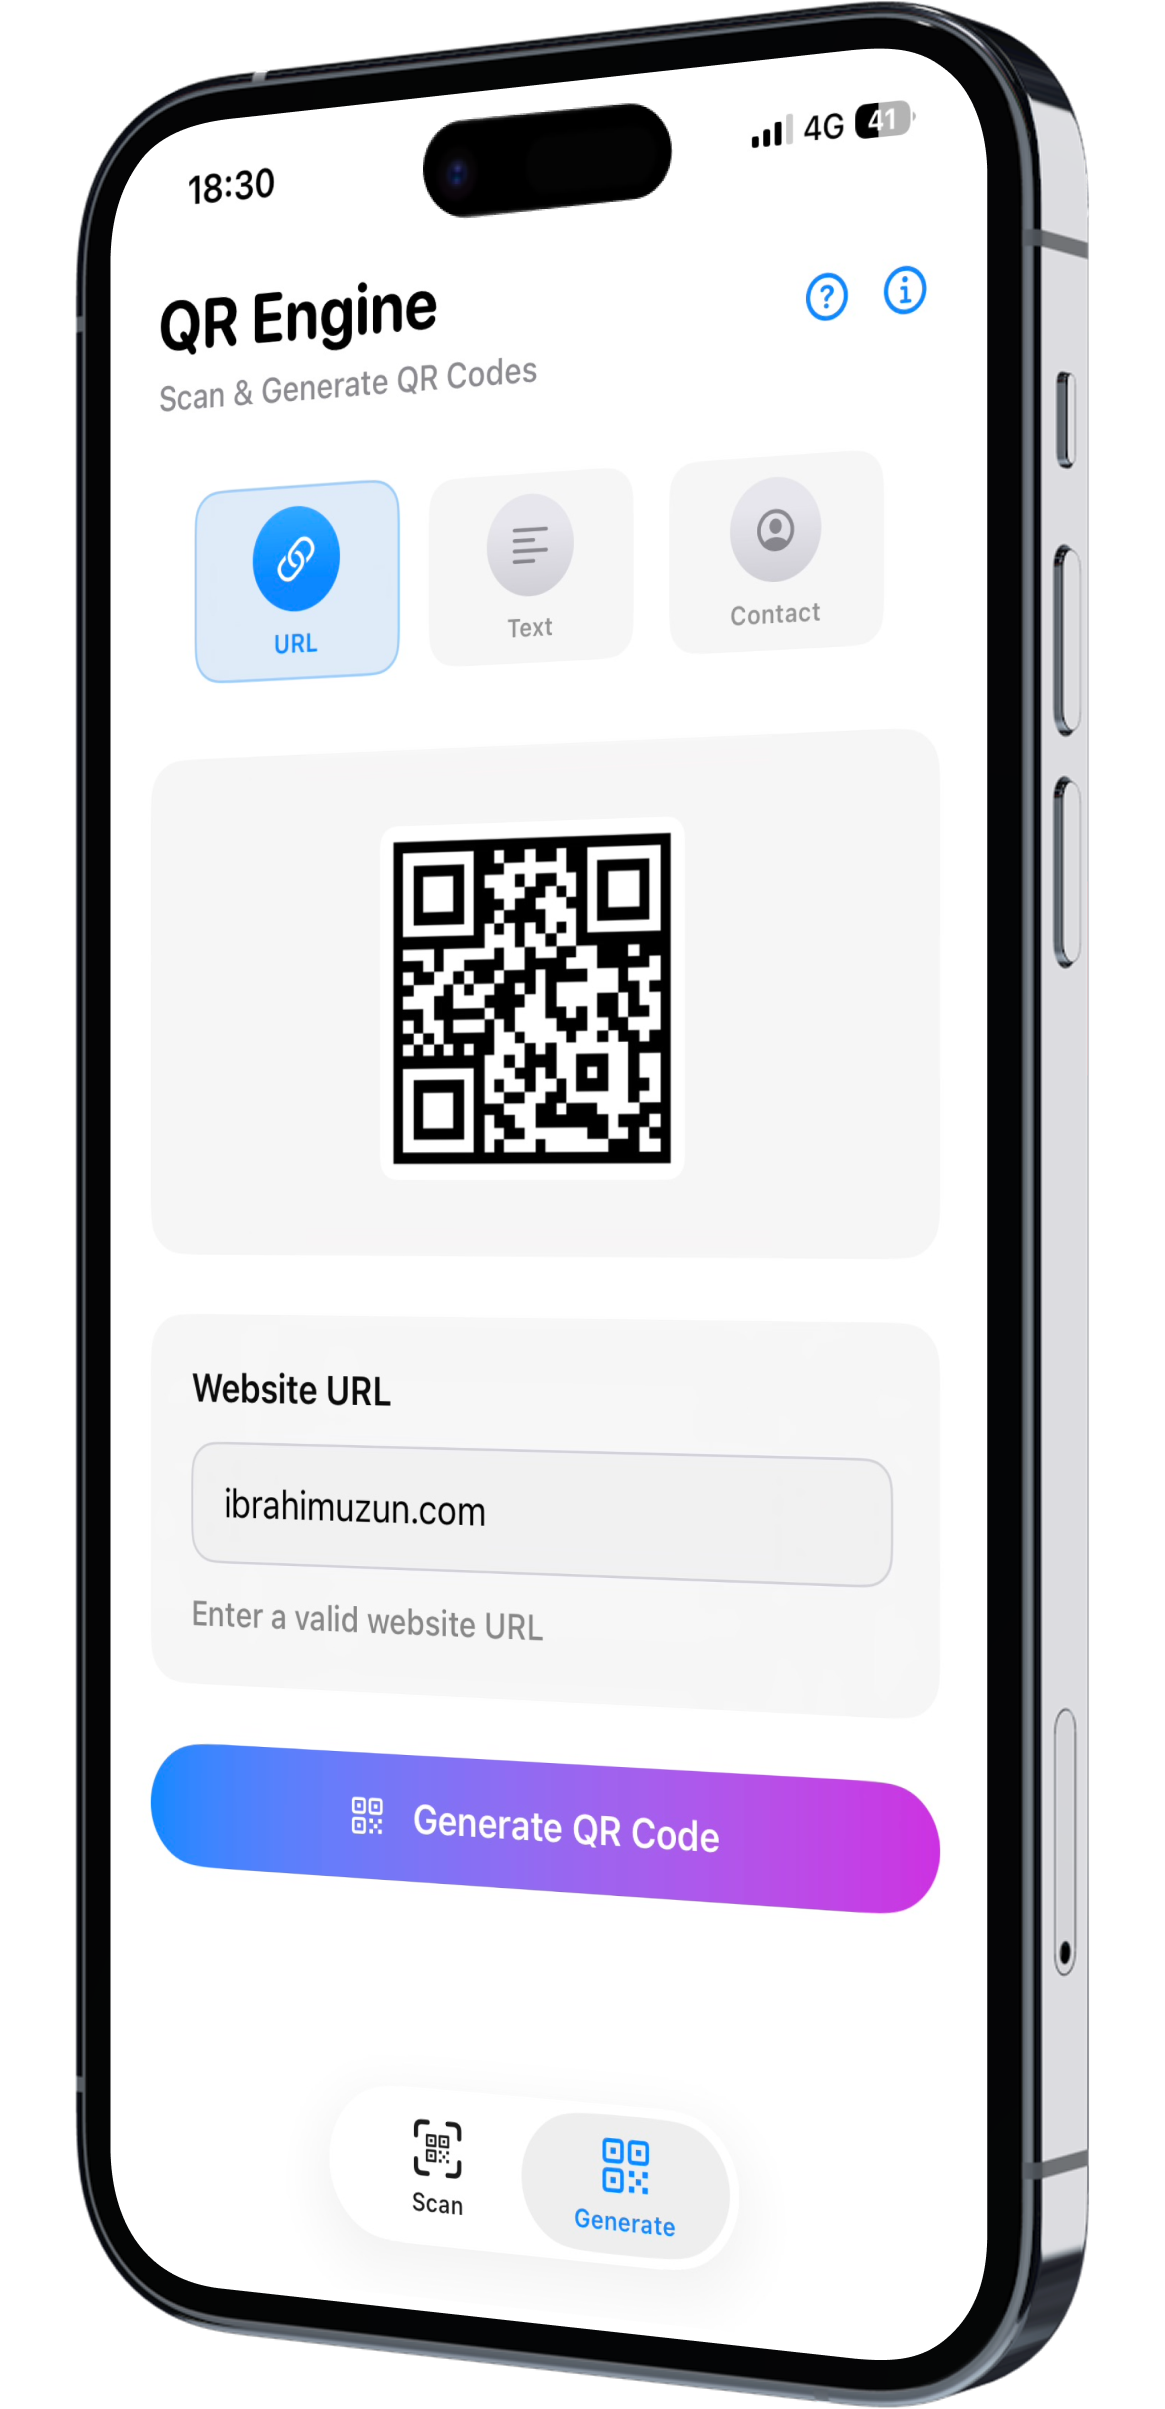 18:30
4G 41
QR Engine
Scan & Generate QR Codes
URL
Text
Contact
Website URL
ibrahimuzun.com
Enter a valid website URL
Generate QR Code
Scan
Generate